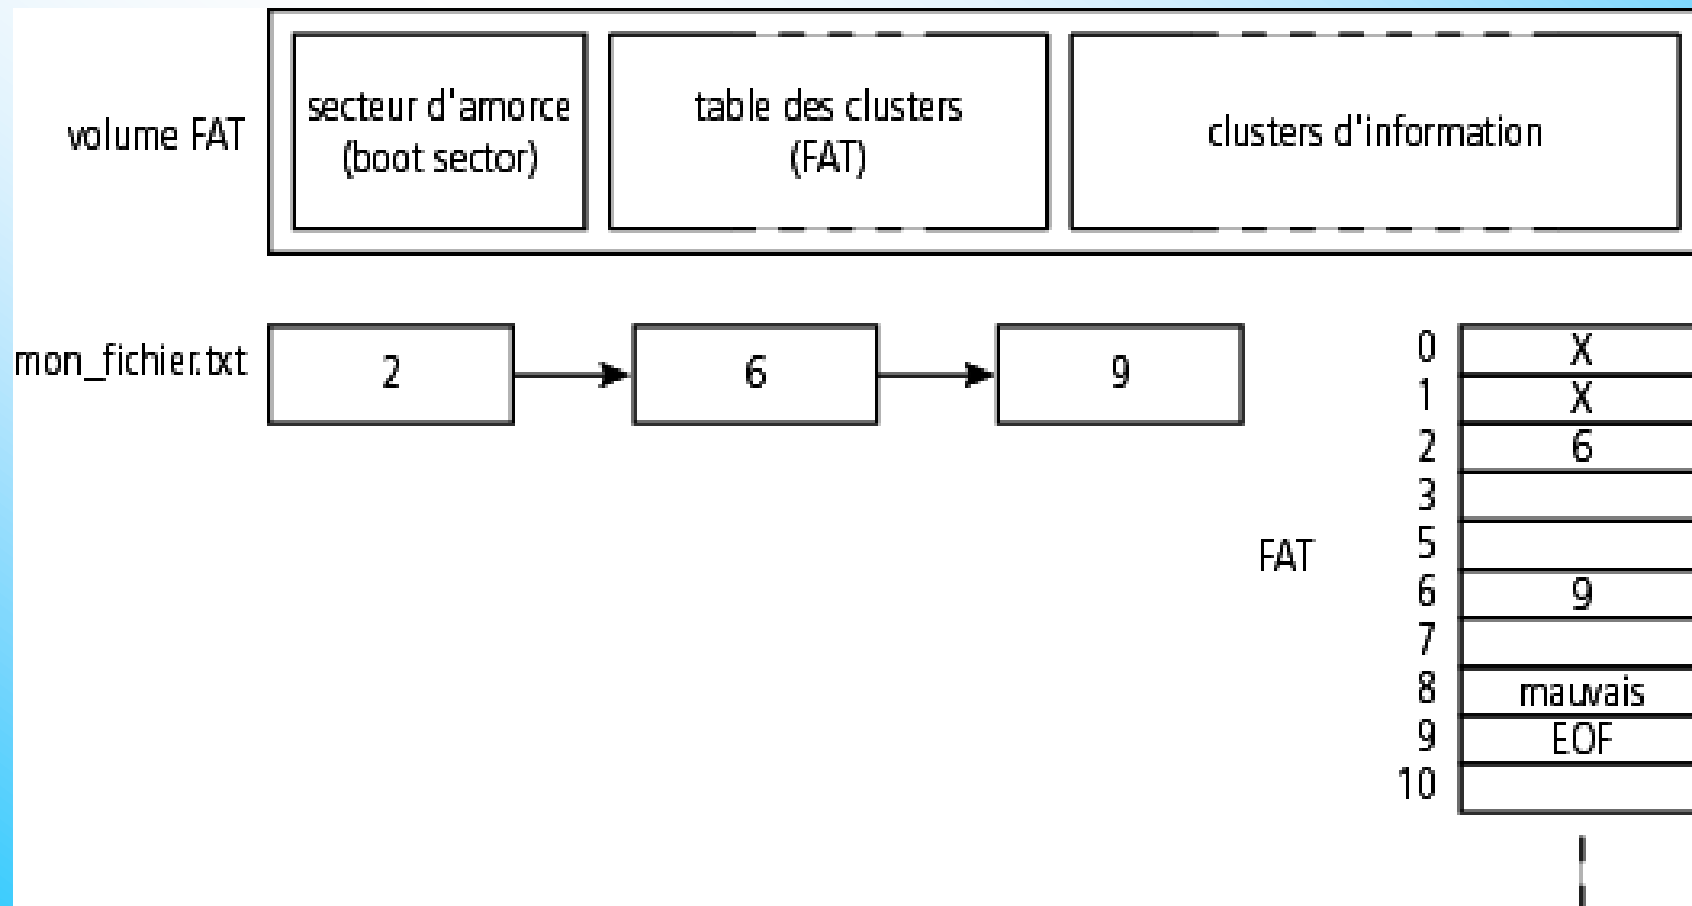 volume FAT
secteur d'amorce
(boot sector)
table des clusters
(FAT)
clusters d'information
mon_fichier.txt
2
6
9
FAT
0 X
1 X
2 6
3
5
6 9
7
8 mauvais
9 EOF
10